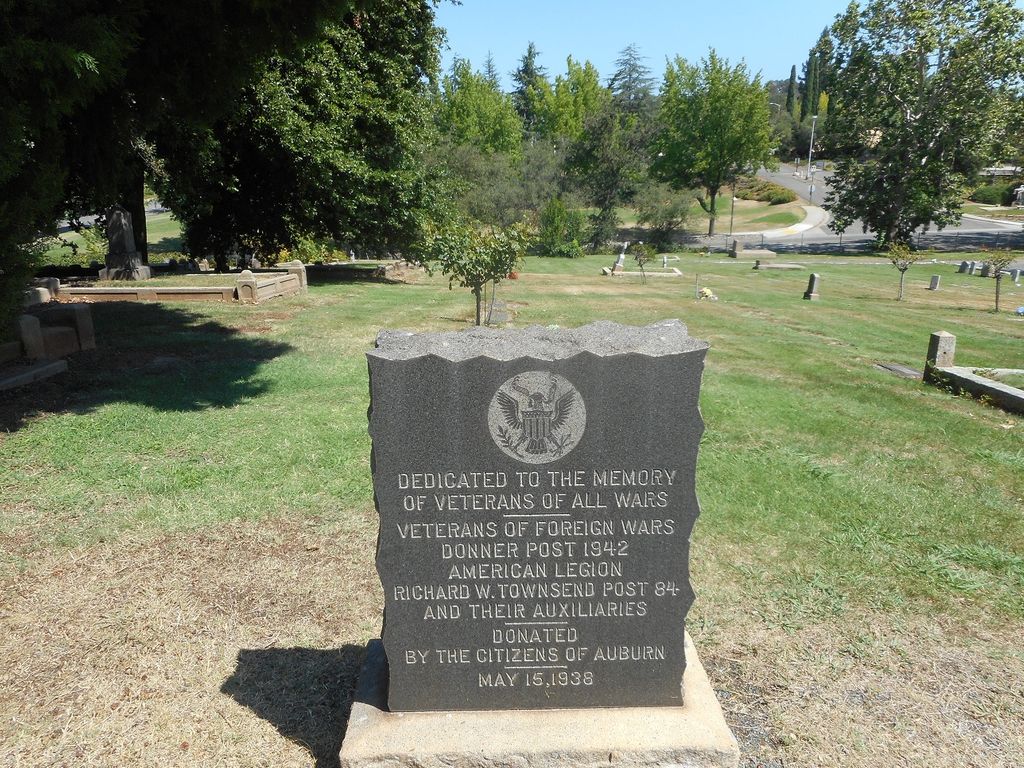 DEDICATED TO THE MEMORY
OF VETERANS OF ALL WARS
VETERANS OF FOREIGN WARS
DONNER POST 1942
AMERICAN LEGION
RICHARD W. TOWNSEND POST 84
AND THEIR AUXILIARIES
DONATED
BY THE CITIZENS OF AUBURN
MAY 15, 1938